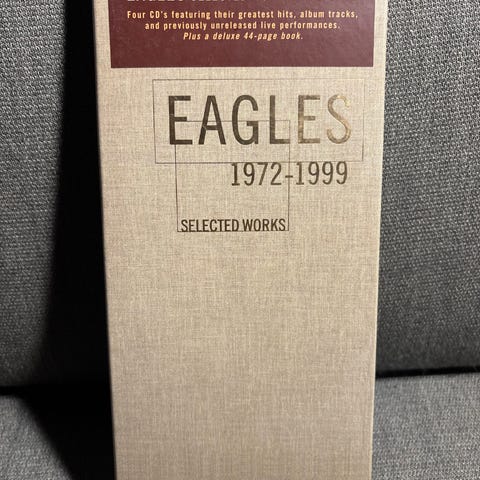 Four CD's featuring their greatest hits, album tracks,
and previously unreleased live performances.
Plus a deluxe 44-page book.
EAGLES
1972-1999
SELECTED WORKS